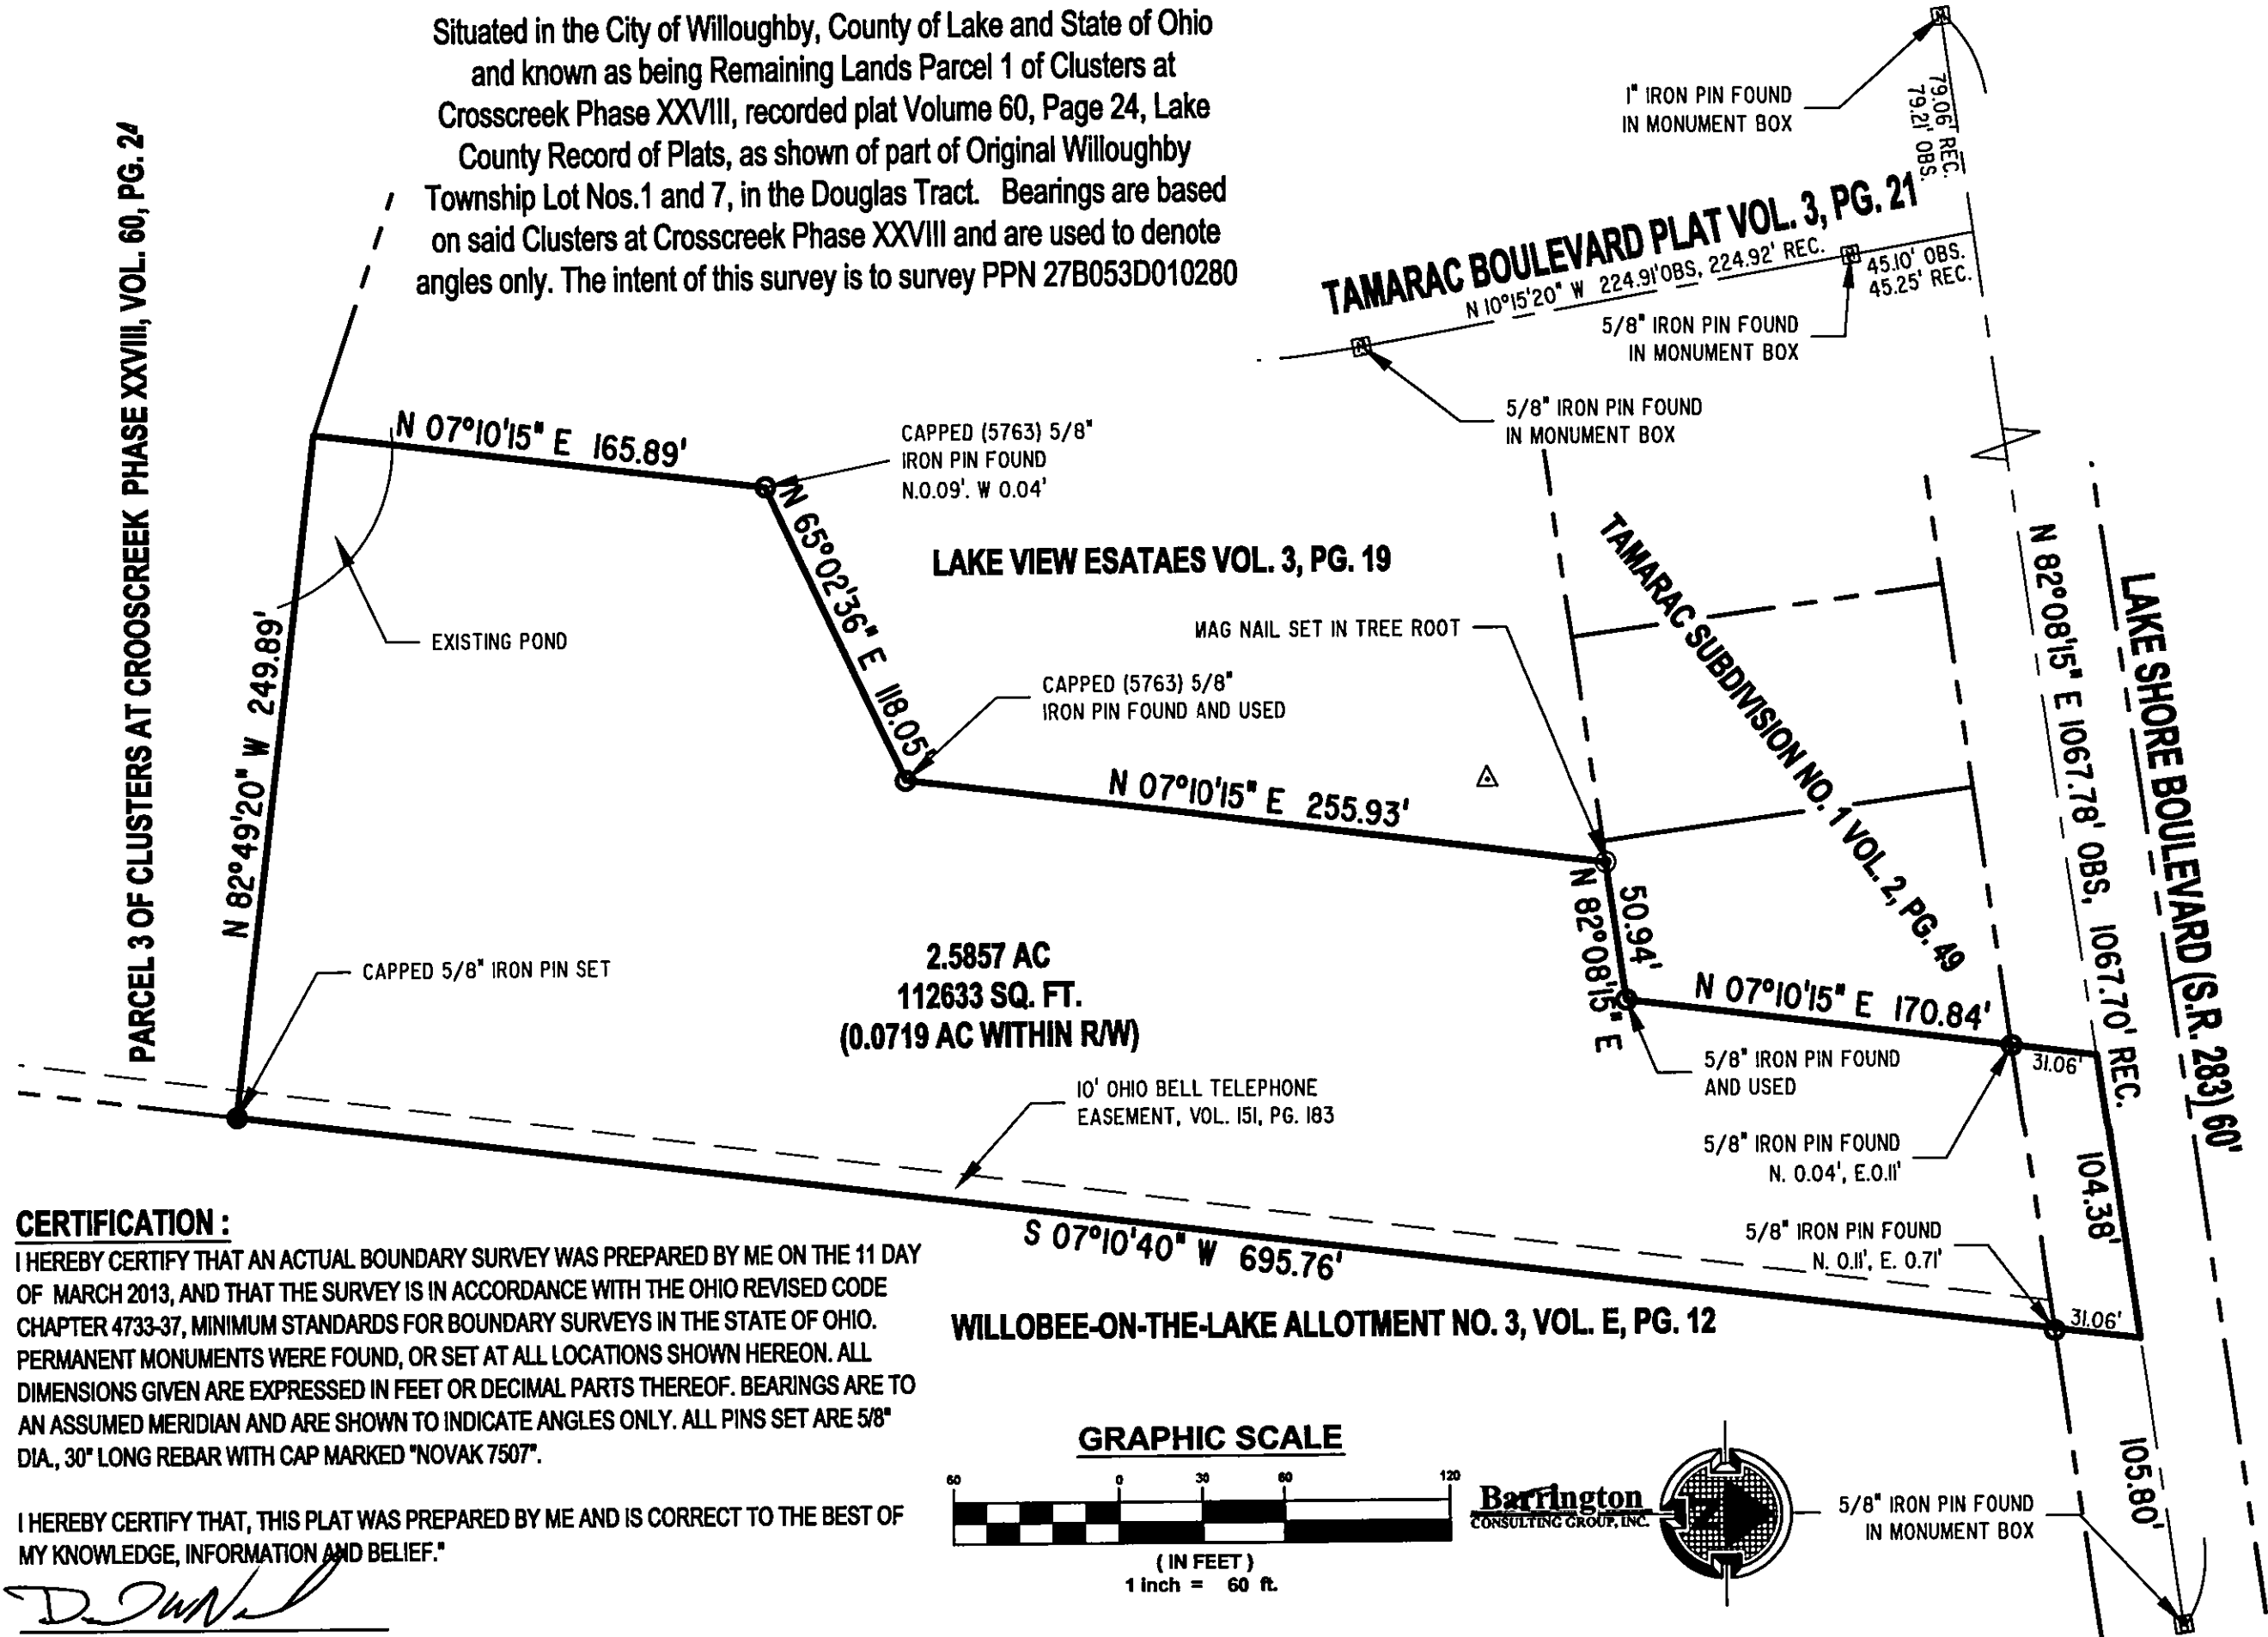 Situated in the City of Willoughby, County of Lake and State of Ohio
and known as being Remaining Lands Parcel 1 of Clusters at
Crosscreek Phase XXVIII, recorded plat Volume 60, Page 24, Lake
County Record of Plats, as shown of part of Original Willoughby
Township Lot Nos.1 and 7, in the Douglas Tract. Bearings are based
on said Clusters at Crosscreek Phase XXVIII and are used to denote
angles only. The intent of this survey is to survey PPN 27B053D010280
PARCEL 3 OF CLUSTERS AT CROOSCREEK PHASE XXVIII, VOL. 60, PG. 24
1" IRON PIN FOUND
IN MONUMENT BOX
79.06' REC.
79.21' OBS.
TAMARAC BOULEVARD PLAT VOL. 3, PG. 21
N 10°15'20" W 224.91'OBS, 224.92' REC.
45.10' OBS.
45.25' REC.
5/8" IRON PIN FOUND
IN MONUMENT BOX
5/8" IRON PIN FOUND
IN MONUMENT BOX
N 07°10'15" E 165.89'
CAPPED (5763) 5/8"
IRON PIN FOUND
N.0.09'. W 0.04'
N 65°02'36" E 118.05'
LAKE VIEW ESATAES VOL. 3, PG. 19
TAMARAC SUBDIVISION NO. 1 VOL. 2, PG. 49
N 82°08'15" E 1067.78' OBS, 1067.70' REC.
LAKE SHORE BOULEVARD (S.R. 283) 60'
EXISTING POND
N 82°49'20" W 249.89'
MAG NAIL SET IN TREE ROOT
CAPPED (5763) 5/8"
IRON PIN FOUND AND USED
N 07°10'15" E 255.93'
50.94'
N 82°08'15" E
CAPPED 5/8" IRON PIN SET
2.5857 AC
112633 SQ. FT.
(0.0719 AC WITHIN R/W)
N 07°10'15" E 170.84'
31.06'
5/8" IRON PIN FOUND
AND USED
10' OHIO BELL TELEPHONE
EASEMENT, VOL. 151, PG. 183
5/8" IRON PIN FOUND
N. 0.04', E.0.11'
104.38'
S 07°10'40" W 695.76'
5/8" IRON PIN FOUND
N. 0.11', E. 0.71'
31.06'
WILLOBEE-ON-THE-LAKE ALLOTMENT NO. 3, VOL. E, PG. 12
CERTIFICATION :
I HEREBY CERTIFY THAT AN ACTUAL BOUNDARY SURVEY WAS PREPARED BY ME ON THE 11 DAY
OF MARCH 2013, AND THAT THE SURVEY IS IN ACCORDANCE WITH THE OHIO REVISED CODE
CHAPTER 4733-37, MINIMUM STANDARDS FOR BOUNDARY SURVEYS IN THE STATE OF OHIO.
PERMANENT MONUMENTS WERE FOUND, OR SET AT ALL LOCATIONS SHOWN HEREON. ALL
DIMENSIONS GIVEN ARE EXPRESSED IN FEET OR DECIMAL PARTS THEREOF. BEARINGS ARE TO
AN ASSUMED MERIDIAN AND ARE SHOWN TO INDICATE ANGLES ONLY. ALL PINS SET ARE 5/8"
DIA., 30" LONG REBAR WITH CAP MARKED "NOVAK 7507".
I HEREBY CERTIFY THAT, THIS PLAT WAS PREPARED BY ME AND IS CORRECT TO THE BEST OF
MY KNOWLEDGE, INFORMATION AND BELIEF."
GRAPHIC SCALE
60 0 30 60 120
( IN FEET )
1 inch = 60 ft.
Barrington
CONSULTING GROUP, INC.
Z
105.80'
5/8" IRON PIN FOUND
IN MONUMENT BOX